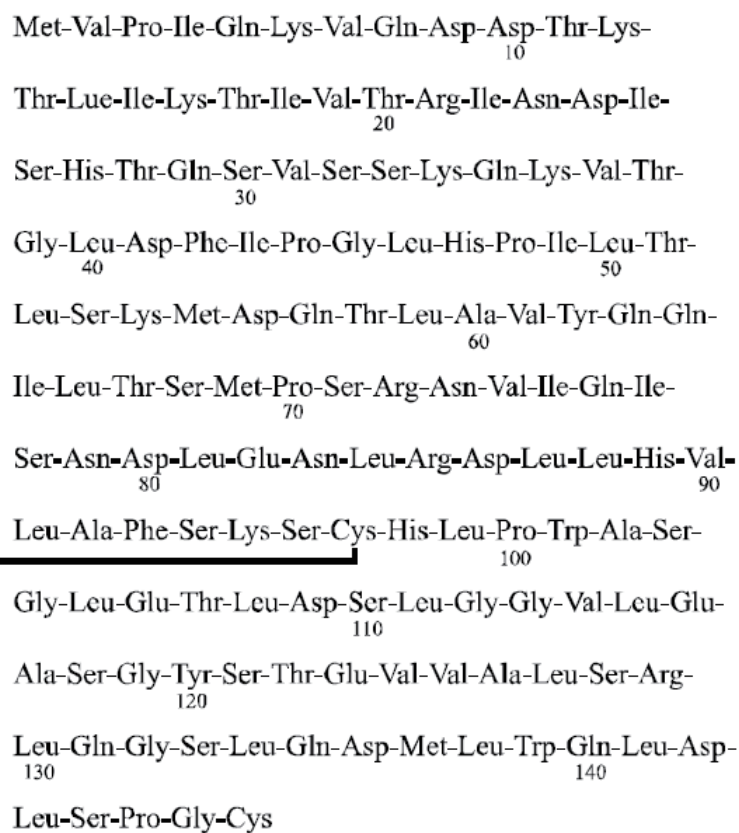 Met-Val-Pro-Ile-Gln-Lys-Val-Gln-Asp-Asp-Thr-Lys-
10
Thr-Lue-Ile-Lys-Thr-Ile-Val-Thr-Arg-Ile-Asn-Asp-Ile-
20
Ser-His-Thr-Gln-Ser-Val-Ser-Ser-Lys-Gln-Lys-Val-Thr-
30
Gly-Leu-Asp-Phe-Ile-Pro-Gly-Leu-His-Pro-Ile-Leu-Thr-
40 50
Leu-Ser-Lys-Met-Asp-Gln-Thr-Leu-Ala-Val-Tyr-Gln-Gln-
60
Ile-Leu-Thr-Ser-Met-Pro-Ser-Arg-Asn-Val-Ile-Gln-Ile-
70
Ser-Asn-Asp-Leu-Glu-Asn-Leu-Arg-Asp-Leu-Leu-His-Val-
80 90
Leu-Ala-Phe-Ser-Lys-Ser-Cys-His-Leu-Pro-Trp-Ala-Ser-
100
Gly-Leu-Glu-Thr-Leu-Asp-Ser-Leu-Gly-Gly-Val-Leu-Glu-
110
Ala-Ser-Gly-Tyr-Ser-Thr-Glu-Val-Val-Ala-Leu-Ser-Arg-
120
Leu-Gln-Gly-Ser-Leu-Gln-Asp-Met-Leu-Trp-Gln-Leu-Asp-
130 140
Leu-Ser-Pro-Gly-Cys